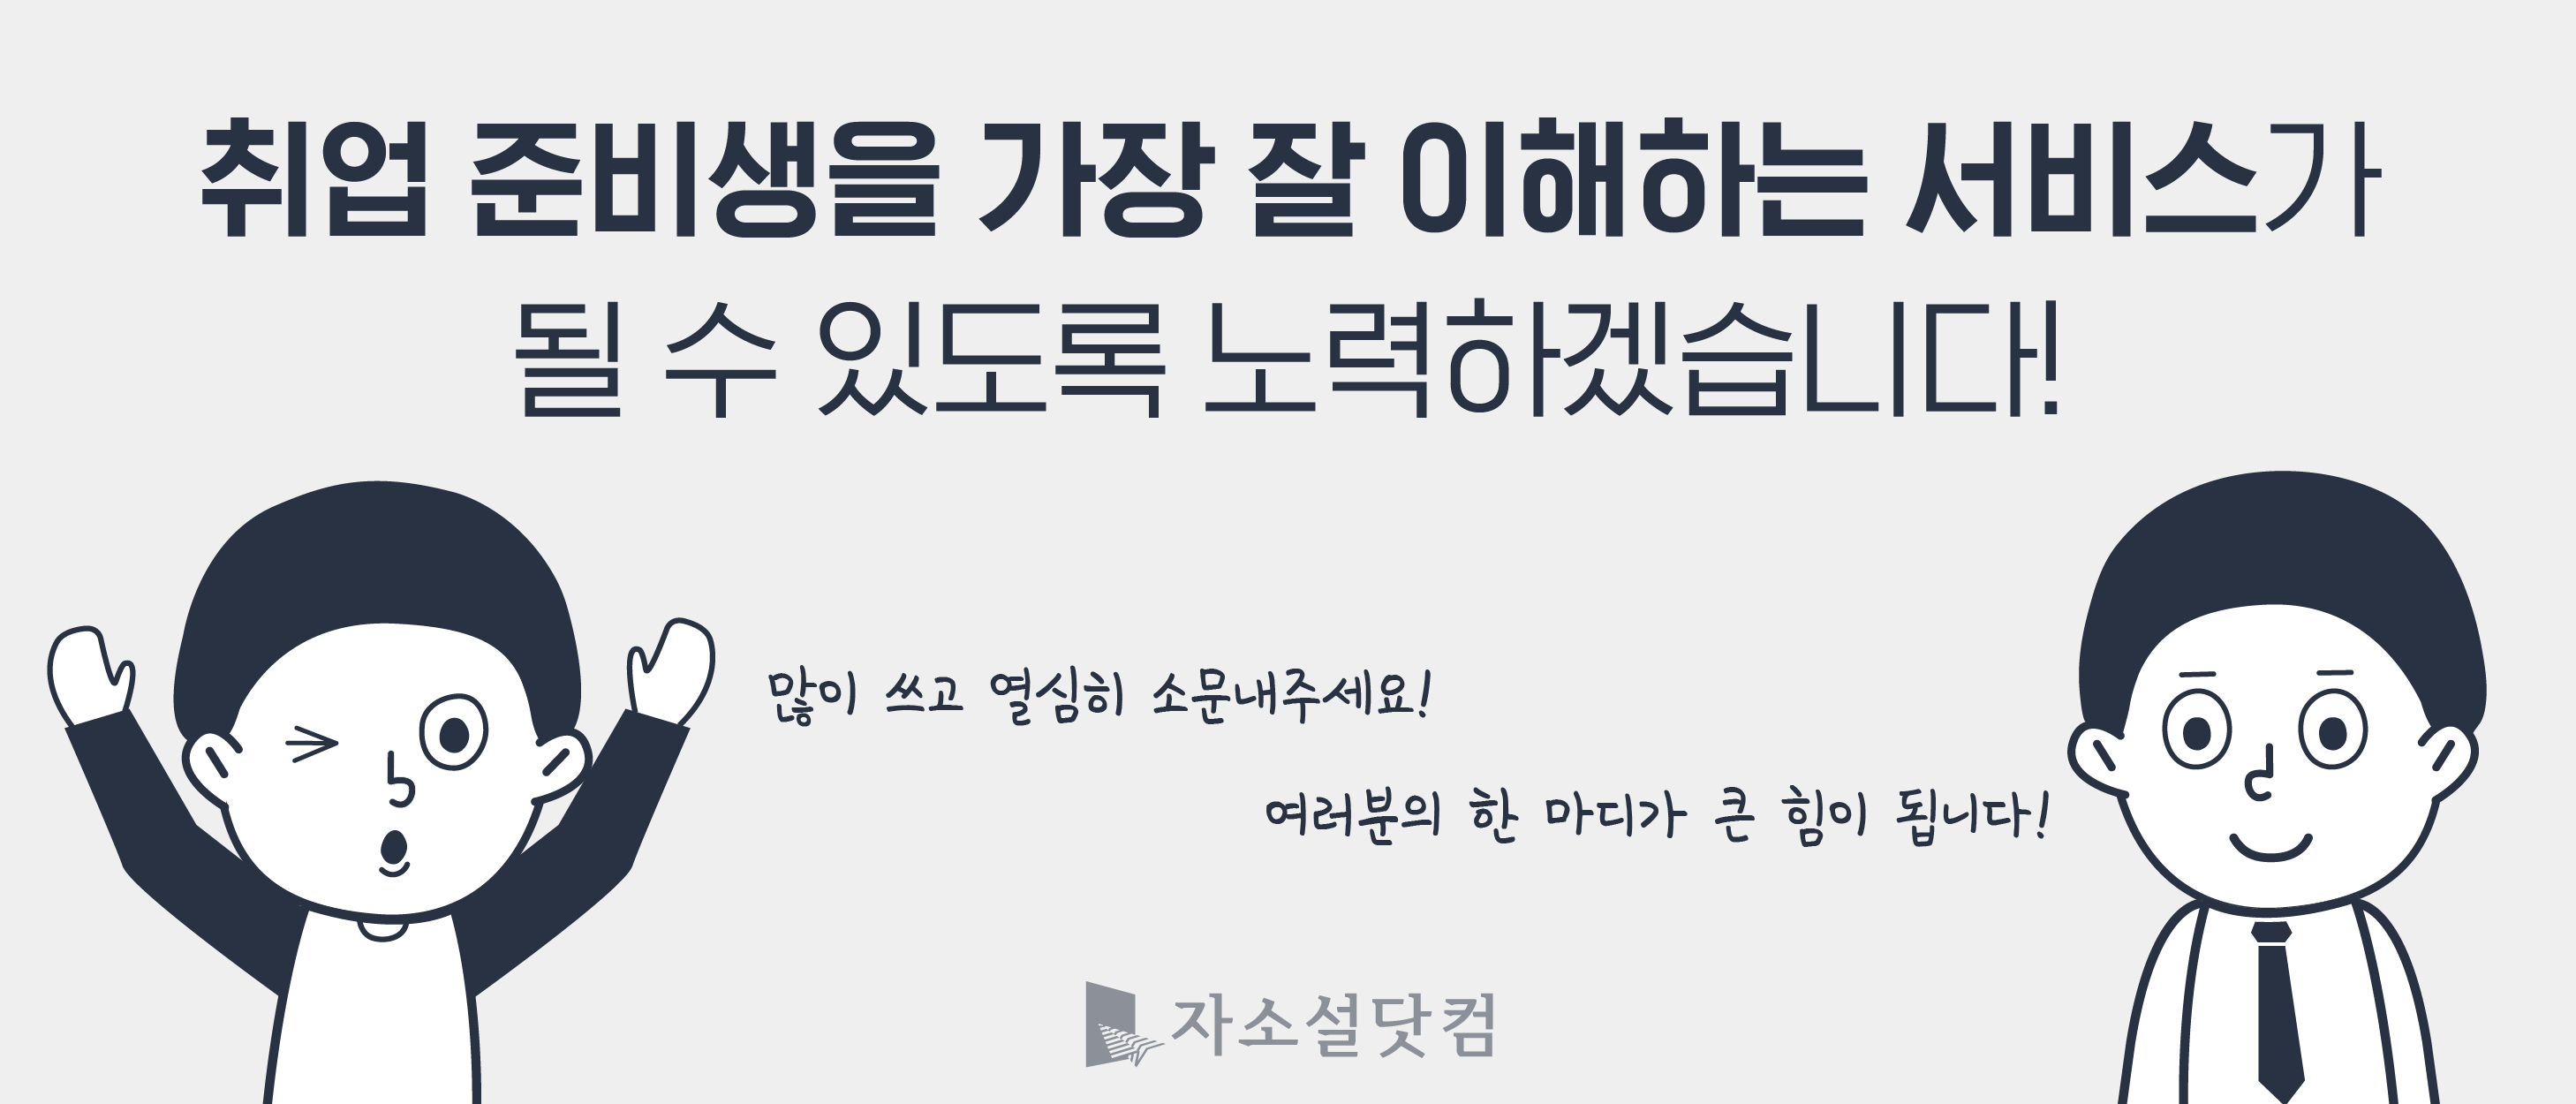 취업 준비생을 가장 잘 이해하는 서비스가
될 수 있도록 노력하겠습니다!
많이 쓰고 열심히 소문내주세요!
여러분의 한 마디가 큰 힘이 됩니다!
자소설닷컴